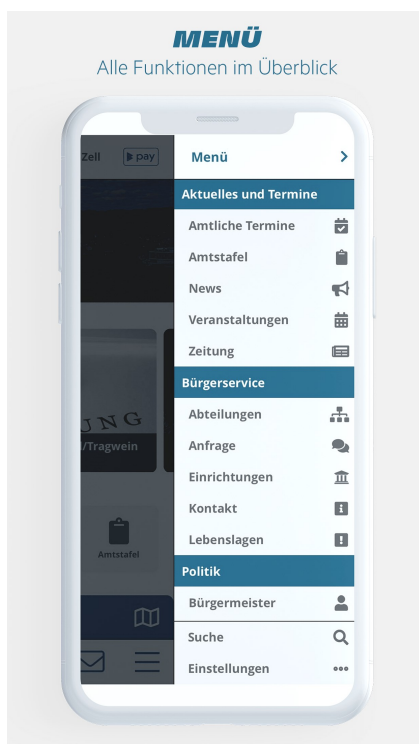 MENÜ
Alle Funktionen im Überblick
Zell
pay
Menü
Aktuelles und Termine
Amtliche Termine
Amtstafel
News
Veranstaltungen
Zeitung
Bürgerservice
Abteilungen
Anfrage
Einrichtungen
Kontakt
Lebenslagen
Politik
Bürgermeister
Suche
Einstellungen
UNG
/Tragwein
Amtstafel